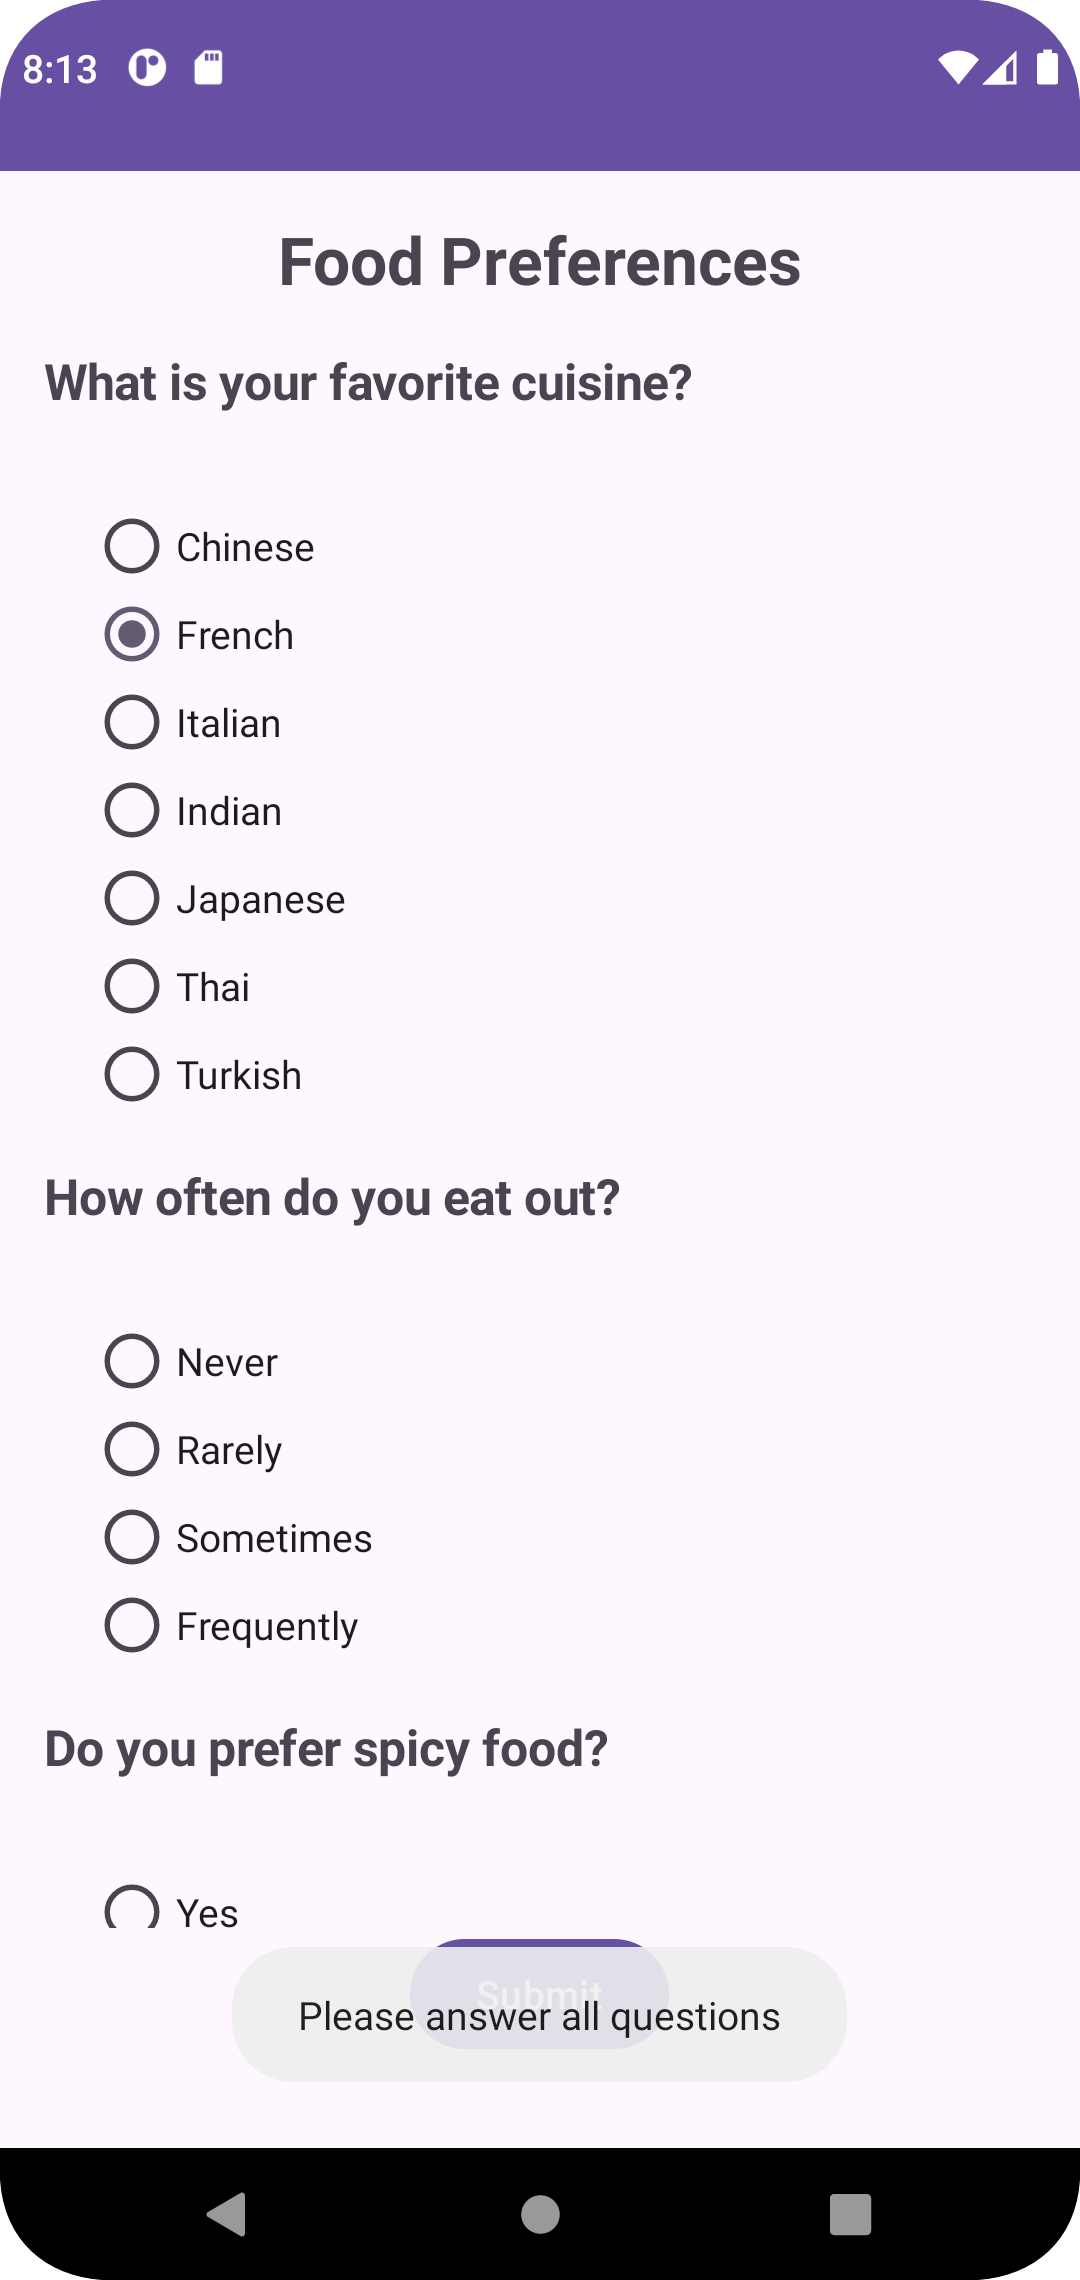 8:13
Food Preferences
What is your favorite cuisine?
Chinese
French
Italian
Indian
Japanese
Thai
Turkish
How often do you eat out?
Never
Rarely
Sometimes
Frequently
Do you prefer spicy food?
Yes
Submit
Please answer all questions